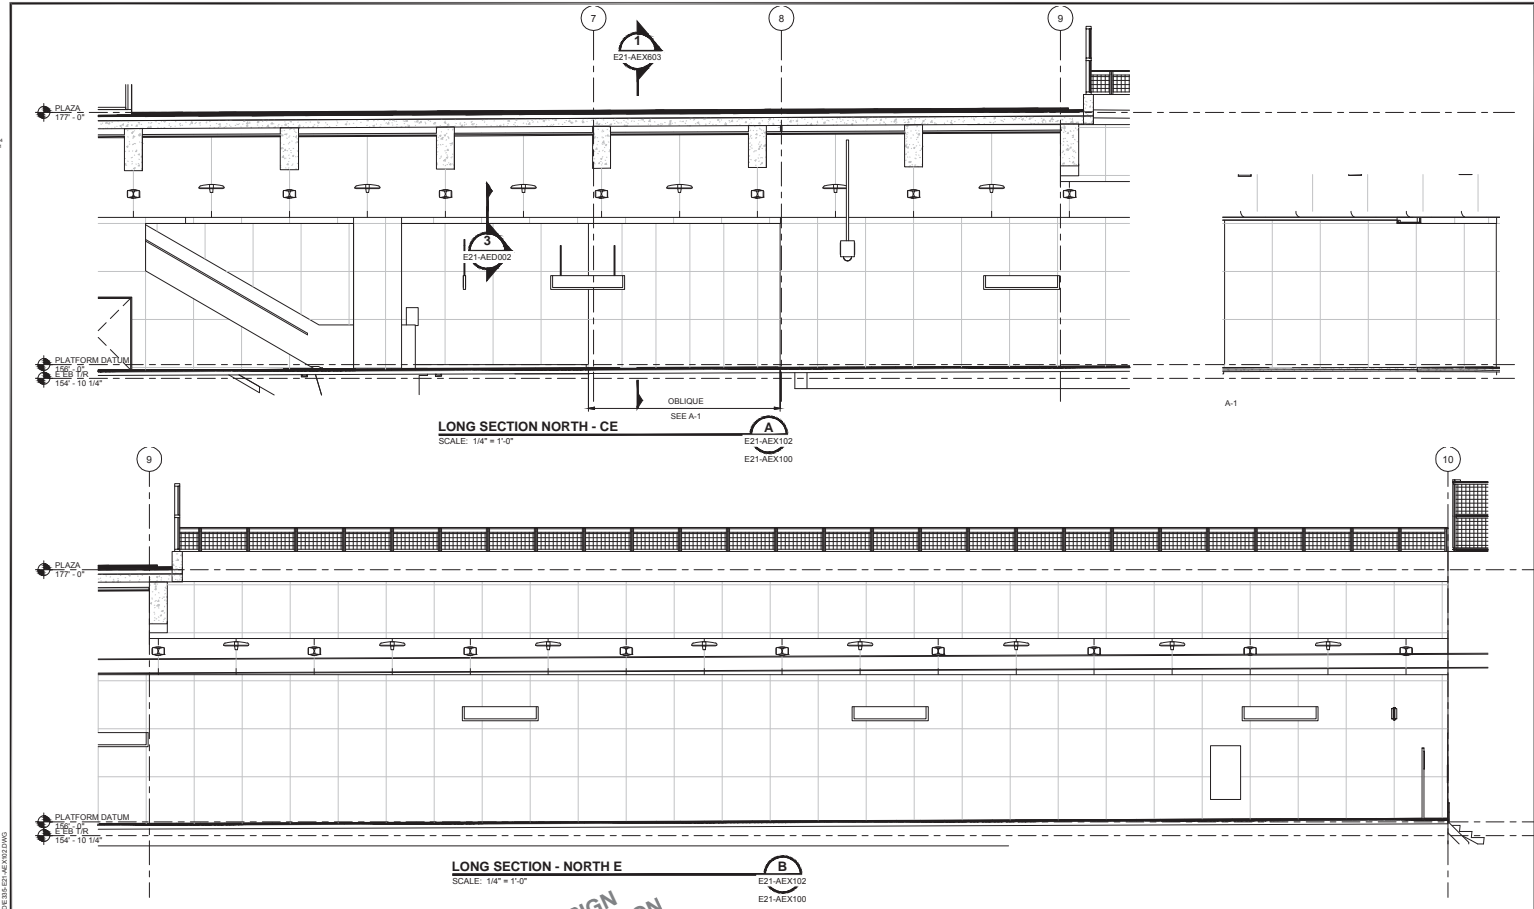 7
8
9
1
E21-AEX603
PLAZA
177' - 0"
3
E21-AED002
PLATFORM DATUM
156' - 0"
E EB T/R
154' - 10 1/4"
OBLIQUE
SEE A-1
A-1
LONG SECTION NORTH - CE
SCALE: 1/4" = 1'-0"
A
E21-AEX102
E21-AEX100
9
10
PLAZA
177' - 0"
PLATFORM DATUM
156' - 0"
E EB T/R
154' - 10 1/4"
LONG SECTION - NORTH E
SCALE: 1/4" = 1'-0"
B
E21-AEX102
E21-AEX100